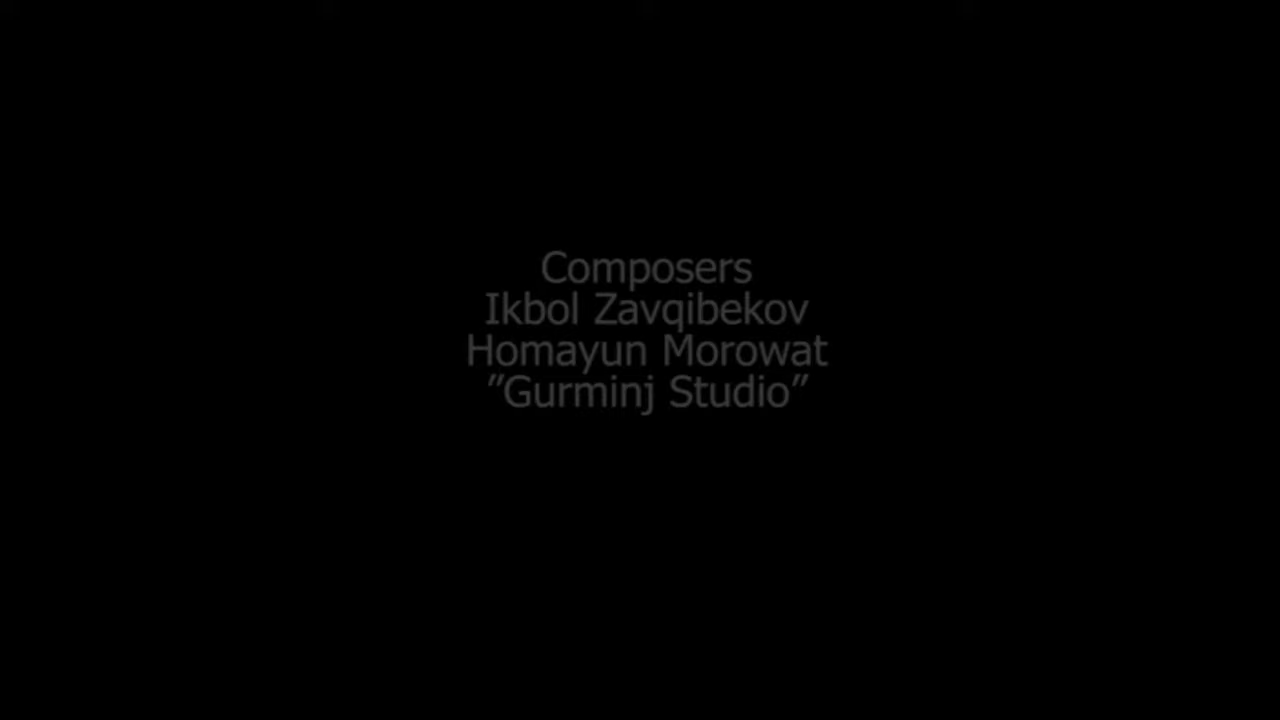 Composers
Ikbol Zavqibekov
Homayun Morowat
”Gurminj Studio”